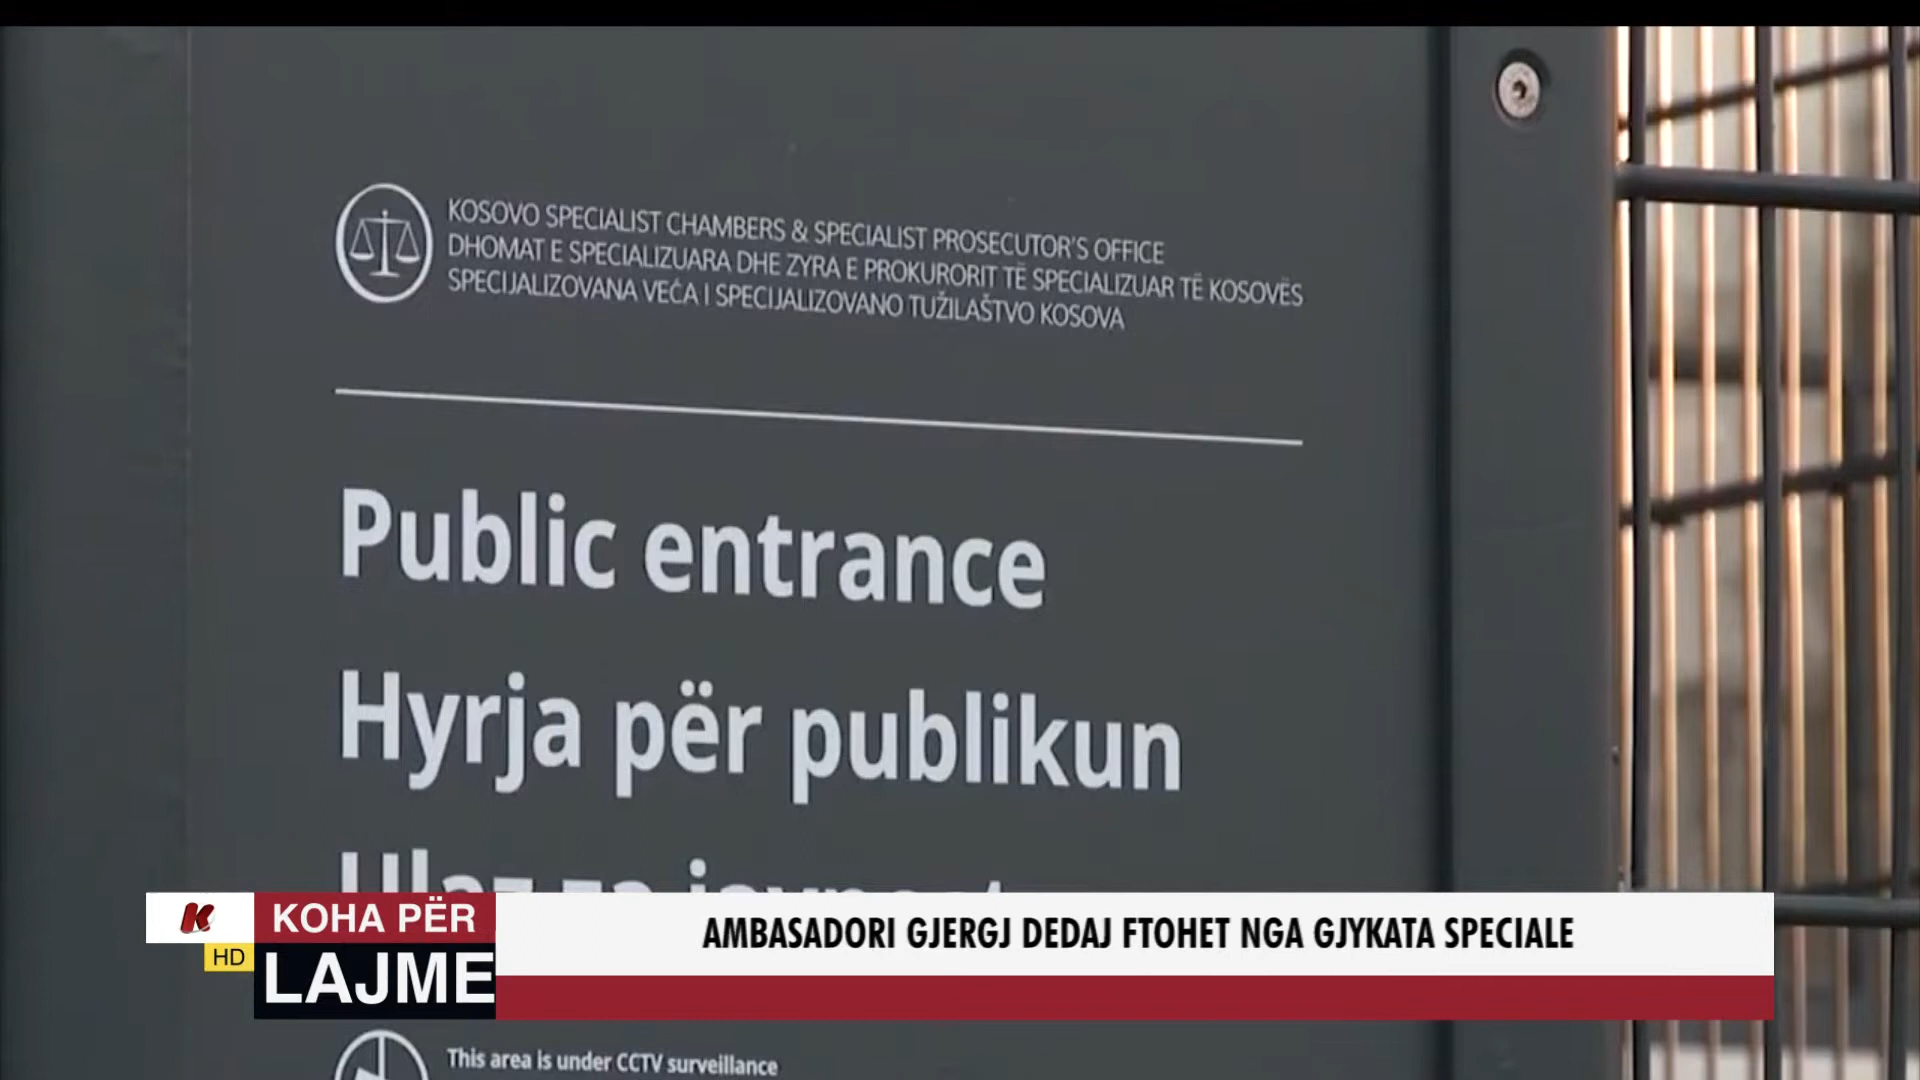 KOSOVO SPECIALIST CHAMBERS & SPECIALIST PROSECUTOR'S OFFICE
DHOMAT E SPECIALIZUARA DHE ZYRA E PROKURORIT TË SPECIALIZUAR TË KOSOVËS
SPECIJALIZOVANA VEĆA I SPECIJALIZOVANO TUŽILAŠTVO KOSOVA
Public entrance
Hyrja për publikun
K
HD
KOHA PËR
LAJME
AMBASADORI GJERGJ DEDAJ FTOHET NGA GJYKATA SPECIALE
This area is under CCTV surveillance